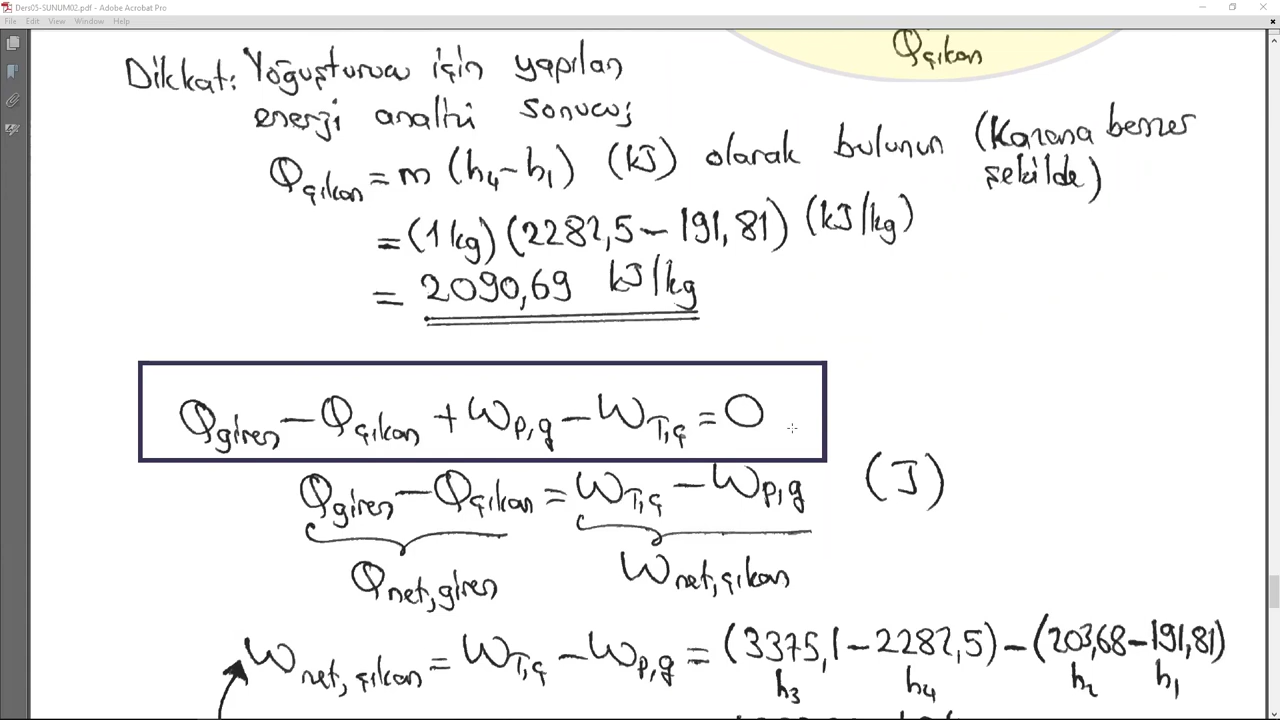 Ders05-SUNUM02.pdf - Adobe Acrobat Pro
File Edit View Window Help
Qçıkan
Dikkat: Yoğuşturucu için yapılan
enerji analizi sonucu;
Qçıkan = m (h4 - h1) (kJ) olarak bulunur (Kazana benzer
şekilde)
= (1 kg) (2282,5 - 191,81) (kJ/kg)
= 2090,69 kJ/kg
Qgiren - Qçıkan + WP,g - WT,ç = 0
Qgiren - Qçıkan = WT,ç - WP,g (J)
Qnet,giren Wnet,çıkan
Wnet,çıkan = WT,ç - WP,g = (3375,1 - 2282,5) - (203,68 - 191,81)
h3 h4 h2 h1